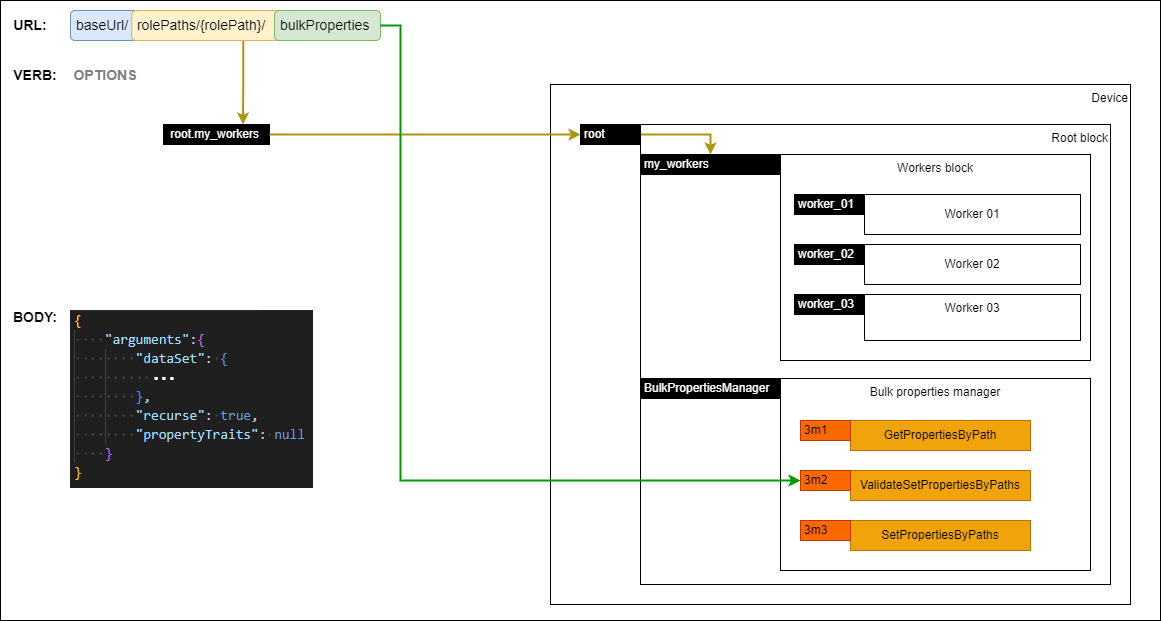 URL: baseUrl/ rolePaths/{rolePath}/ bulkProperties
VERB: OPTIONS
root.my_workers
BODY:
{
"arguments":{
"dataSet": {
...
},
"recurse": true,
"propertyTraits": null
}
}
Device
root
Root block
my_workers
Workers block
worker_01
Worker 01
worker_02
Worker 02
worker_03
Worker 03
BulkPropertiesManager
Bulk properties manager
3m1
GetPropertiesByPath
3m2
ValidateSetPropertiesByPaths
3m3
SetPropertiesByPaths